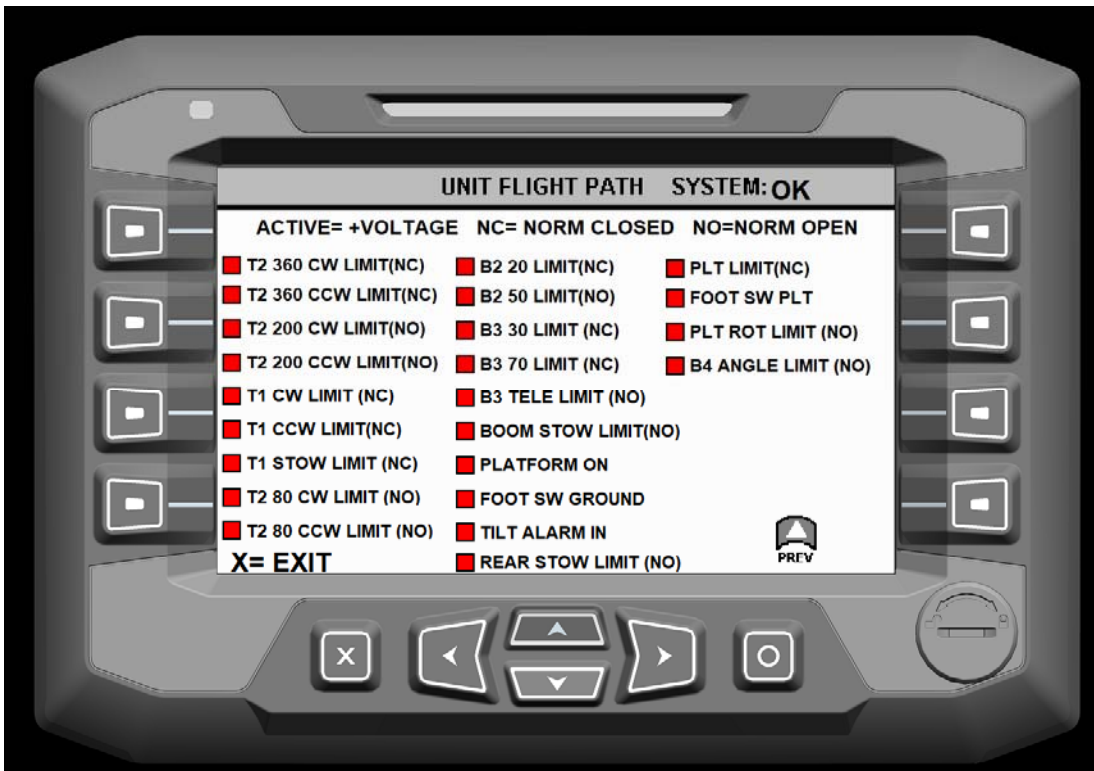 UNIT FLIGHT PATH SYSTEM: OK
ACTIVE= +VOLTAGE NC= NORM CLOSED NO=NORM OPEN
T2 360 CW LIMIT(NC)
T2 360 CCW LIMIT(NC)
T2 200 CW LIMIT(NO)
T2 200 CCW LIMIT(NO)
T1 CW LIMIT (NC)
T1 CCW LIMIT(NC)
T1 STOW LIMIT (NC)
T2 80 CW LIMIT (NO)
T2 80 CCW LIMIT (NO)
X= EXIT
B2 20 LIMIT(NC)
B2 50 LIMIT(NO)
B3 30 LIMIT (NC)
B3 70 LIMIT (NC)
B3 TELE LIMIT (NO)
BOOM STOW LIMIT(NO)
PLATFORM ON
FOOT SW GROUND
TILT ALARM IN
REAR STOW LIMIT (NO)
PLT LIMIT(NC)
FOOT SW PLT
PLT ROT LIMIT (NO)
B4 ANGLE LIMIT (NO)
PREV
X
O